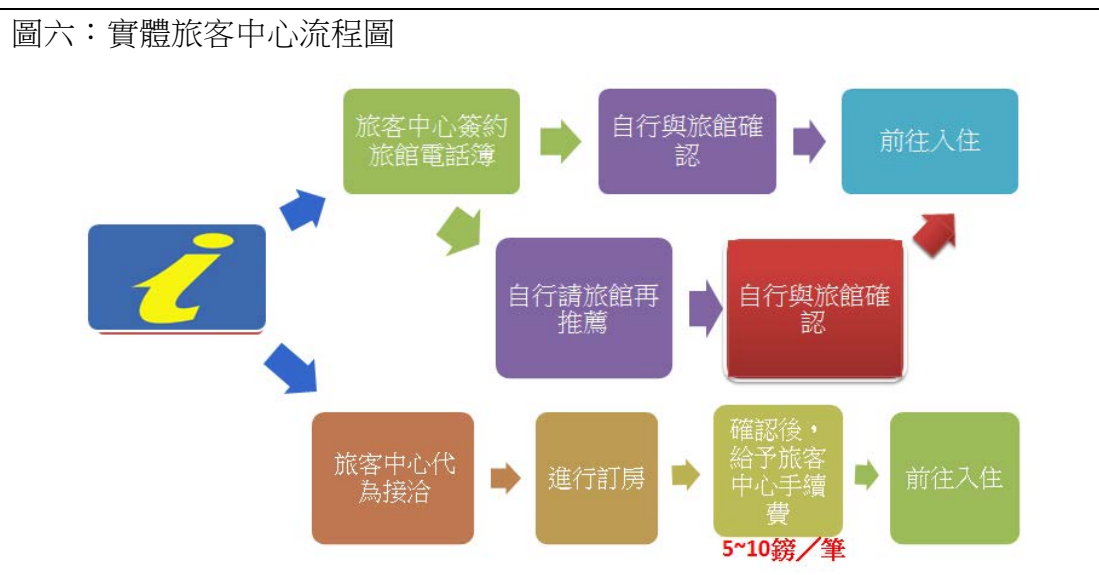 圖六：實體旅客中心流程圖
旅客中心簽約
旅館電話簿
自行與旅館確
認
前往入住
i
自行請旅館再
推薦
自行與旅館確
認
旅客中心代
為接洽
進行訂房
確認後，
給予旅客
中心手續
費
5~10鎊／筆
前往入住